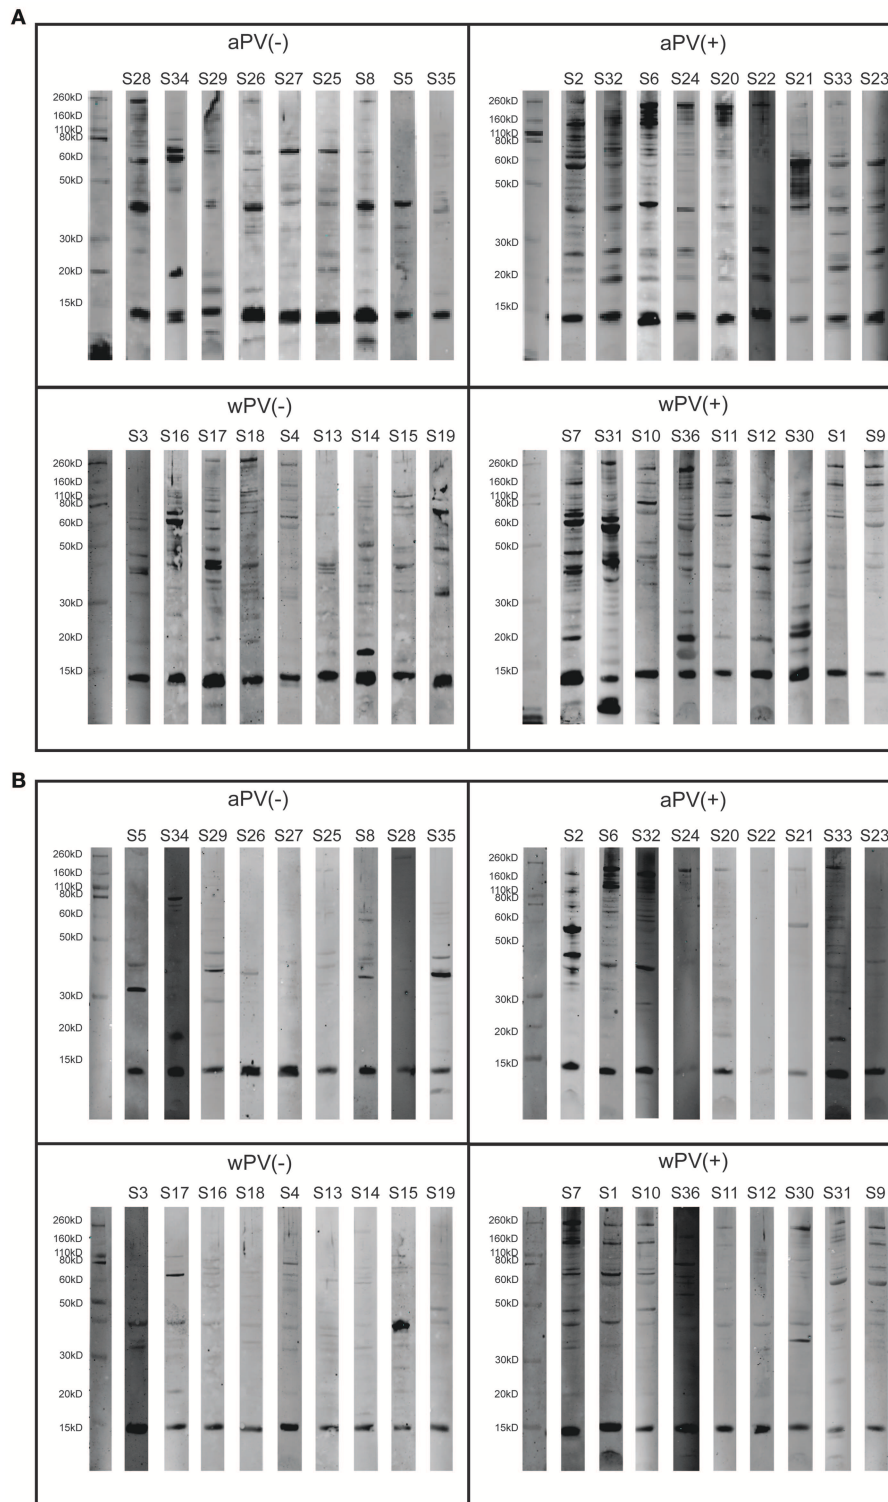 A
aPV(-)
S28 S34 S29 S26 S27 S25 S8 S5 S35
260kD
160kD
110kD
80kD
60kD
50kD
30kD
20kD
15kD
aPV(+)
S2 S32 S6 S24 S20 S22 S21 S33 S23
260kD
160kD
110kD
80kD
60kD
50kD
30kD
20kD
15kD
wPV(-)
S3 S16 S17 S18 S4 S13 S14 S15 S19
260kD
160kD
110kD
80kD
60kD
50kD
30kD
20kD
15kD
wPV(+)
S7 S31 S10 S36 S11 S12 S30 S1 S9
260kD
160kD
110kD
80kD
60kD
50kD
30kD
20kD
15kD
B
aPV(-)
S5 S34 S29 S26 S27 S25 S8 S28 S35
260kD
160kD
110kD
80kD
60kD
50kD
30kD
20kD
15kD
aPV(+)
S2 S6 S32 S24 S20 S22 S21 S33 S23
260kD
160kD
110kD
80kD
60kD
50kD
30kD
20kD
15kD
wPV(-)
S3 S17 S16 S18 S4 S13 S14 S15 S19
260kD
160kD
110kD
80kD
60kD
50kD
30kD
20kD
15kD
wPV(+)
S7 S1 S10 S36 S11 S12 S30 S31 S9
260kD
160kD
110kD
80kD
60kD
50kD
30kD
20kD
15kD